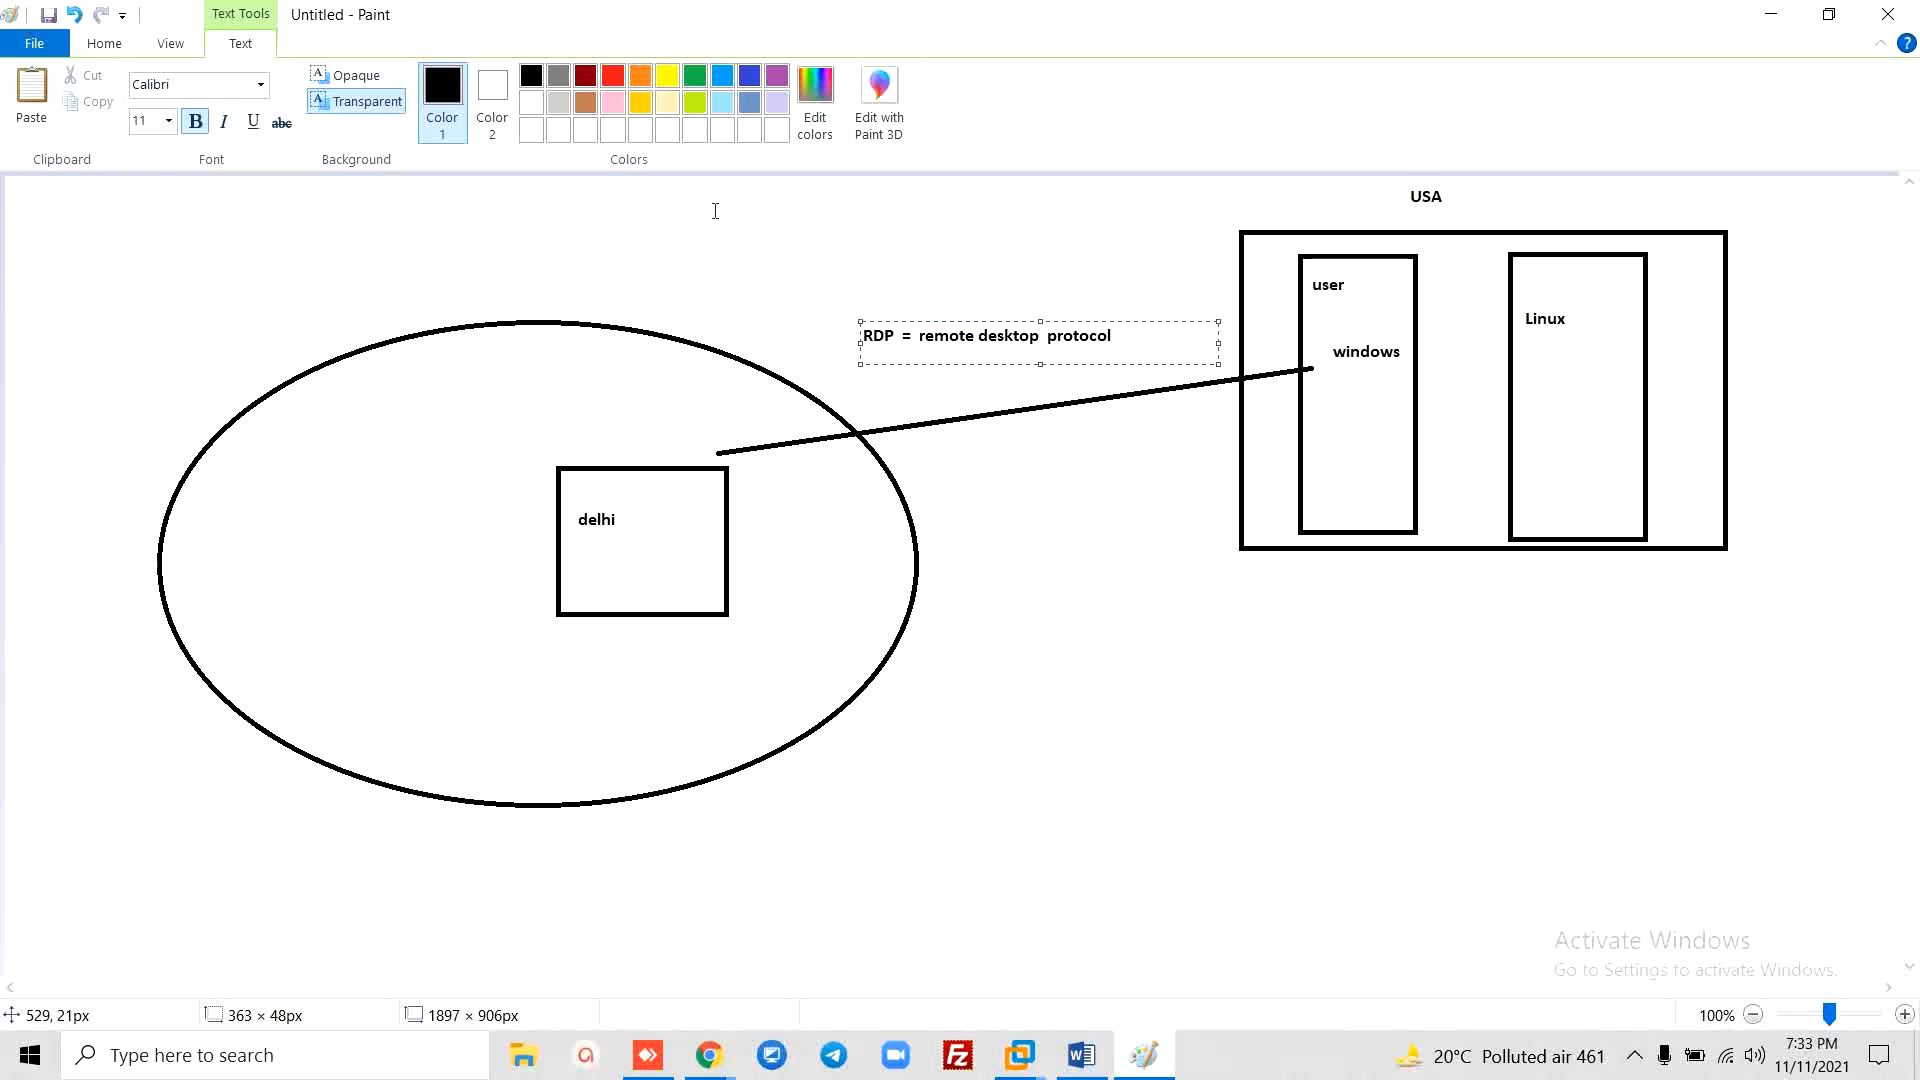 Text Tools
Untitled - Paint
File
Home
View
Text
Paste
Cut
Copy
Clipboard
Calibri
11
B
I
U
abc
Font
A Opaque
A Transparent
Background
Color
1
Color
2
Colors
Edit
colors
Edit with
Paint 3D
?
USA
user
windows
Linux
RDP = remote desktop protocol
delhi
Activate Windows
Go to Settings to activate Windows.
529, 21px
363 × 48px
1897 × 906px
100%
Type here to search
a
Fz
W
20°C Polluted air 461
7:33 PM
11/11/2021